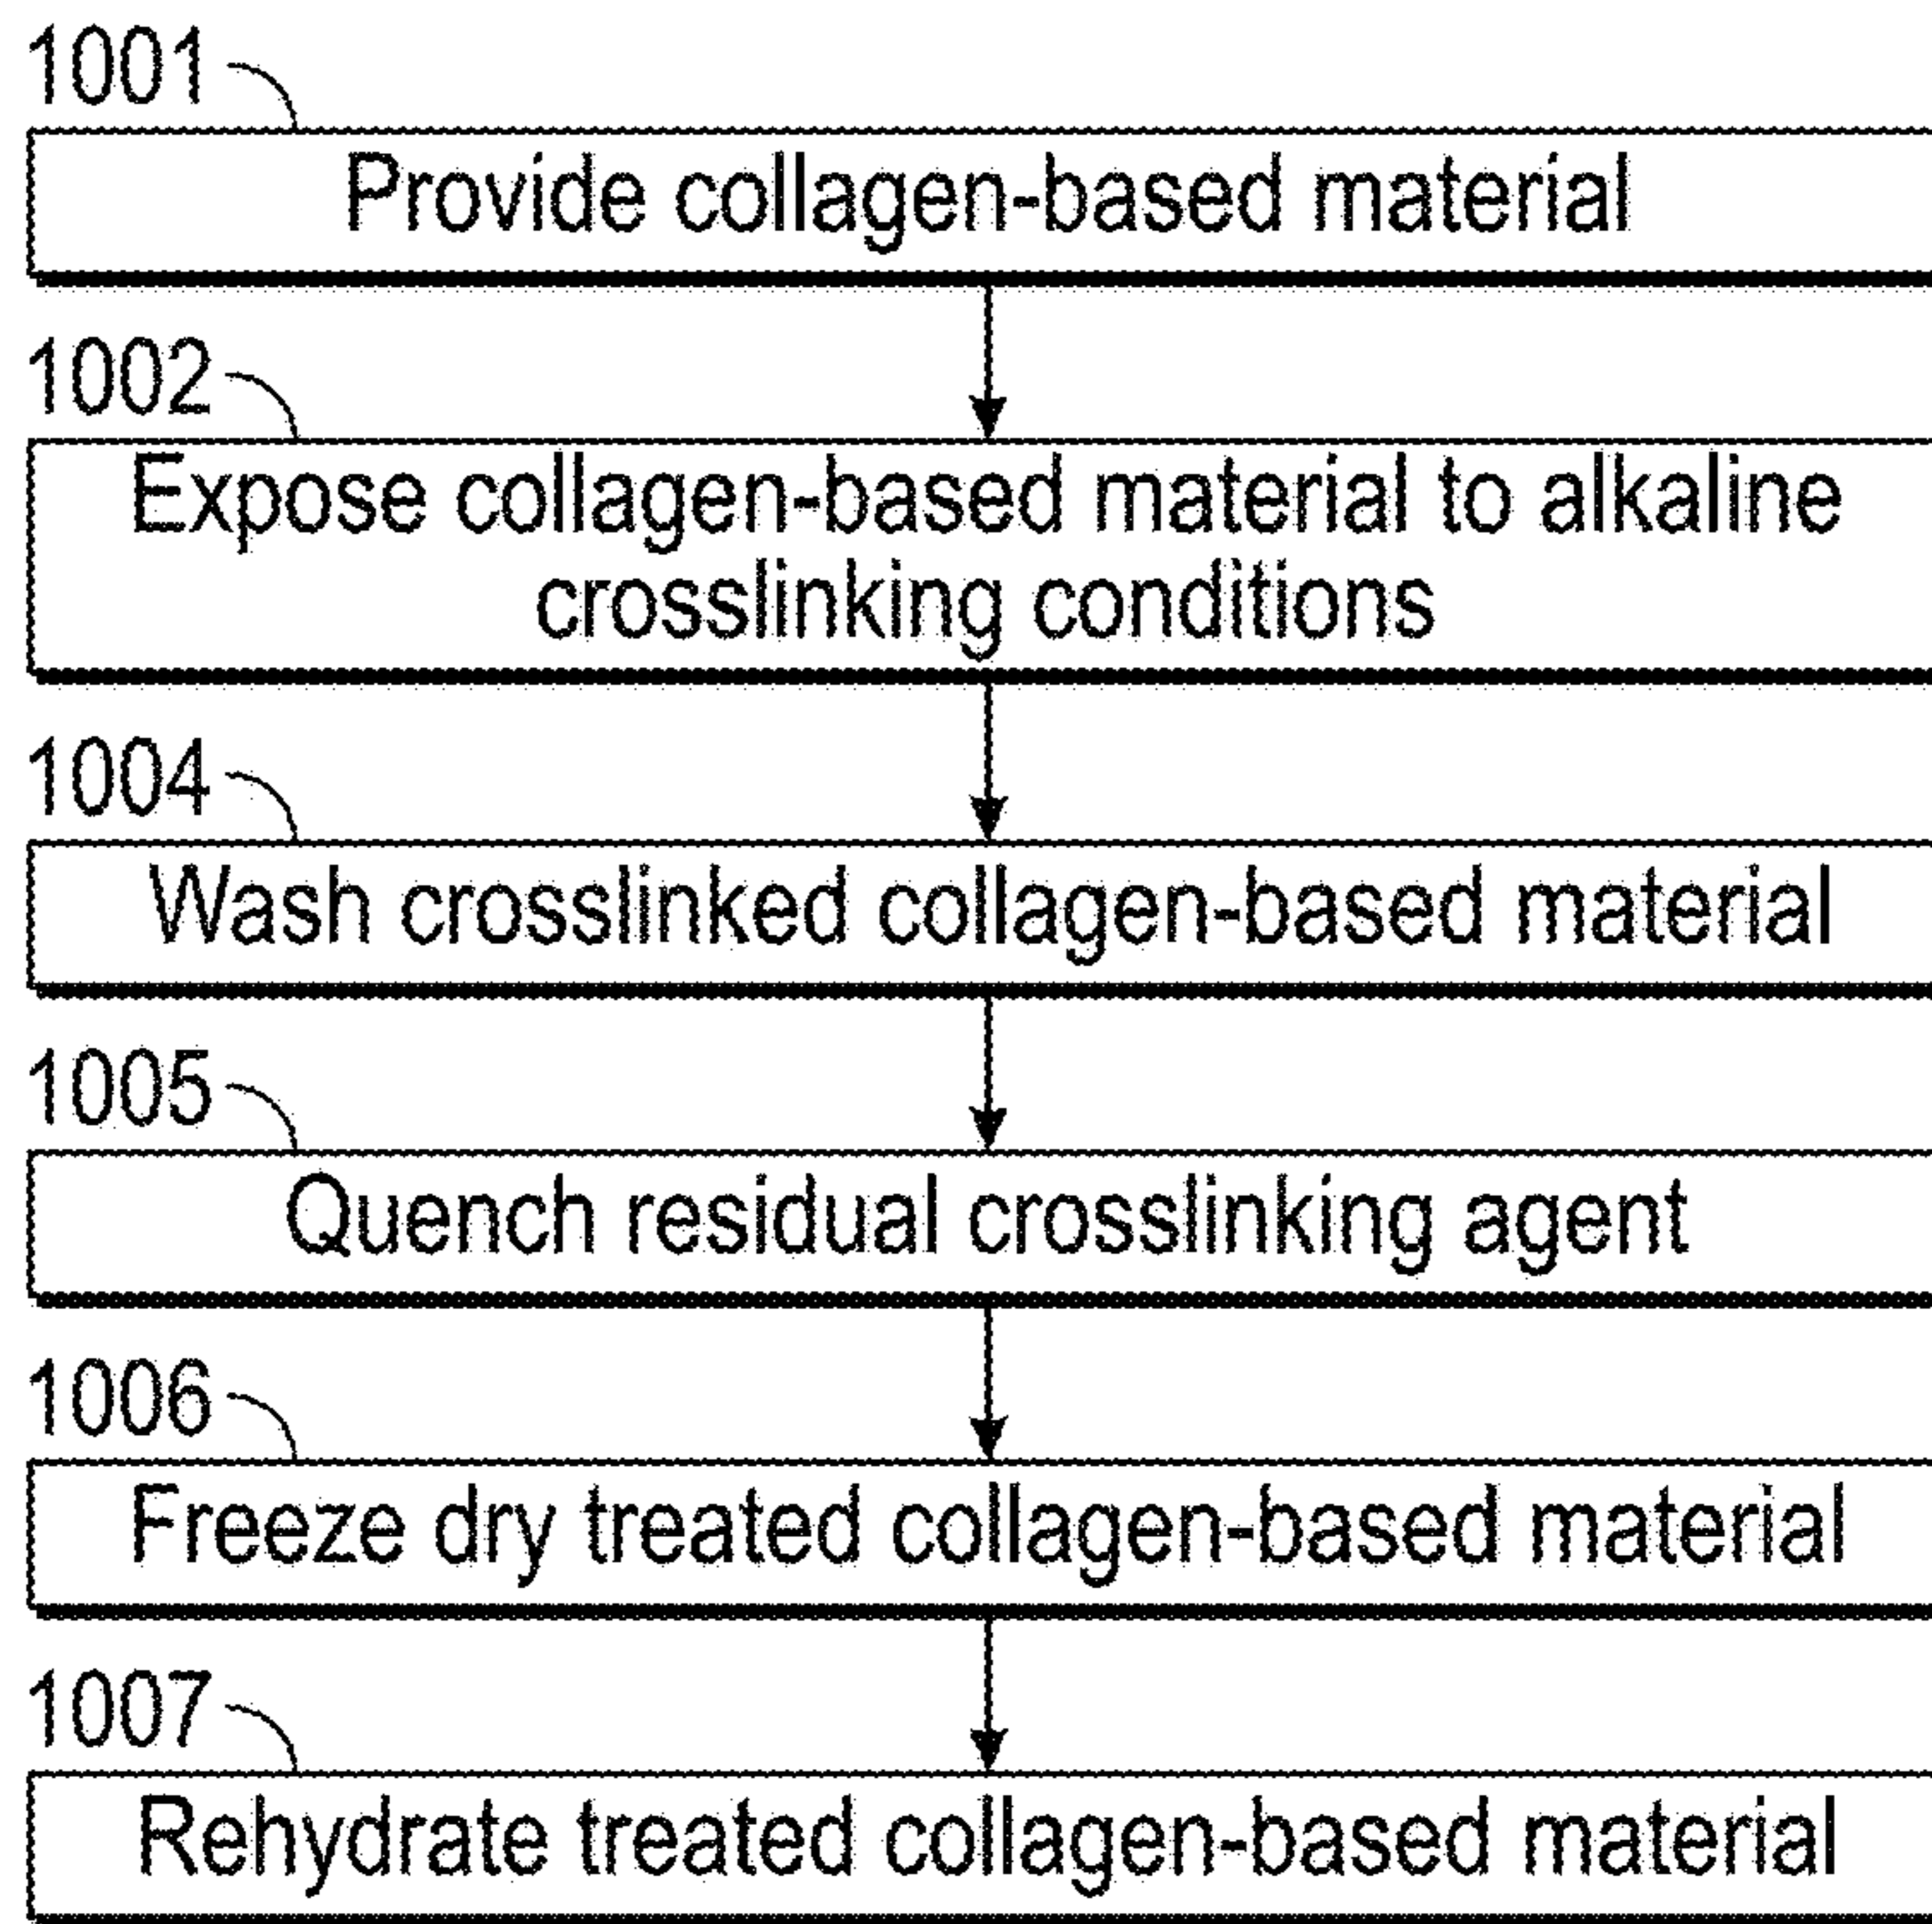 1001
Provide collagen-based material
1002
Expose collagen-based material to alkaline
crosslinking conditions
1004
Wash crosslinked collagen-based material
1005
Quench residual crosslinking agent
1006
Freeze dry treated collagen-based material
1007
Rehydrate treated collagen-based material